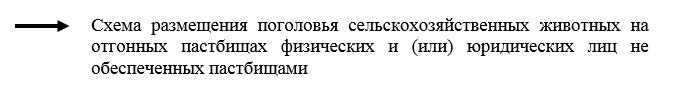 Схема размещения поголовья сельскохозяйственных животных на
отгонных пастбищах физических и (или) юридических лиц не
обеспеченных пастбищами